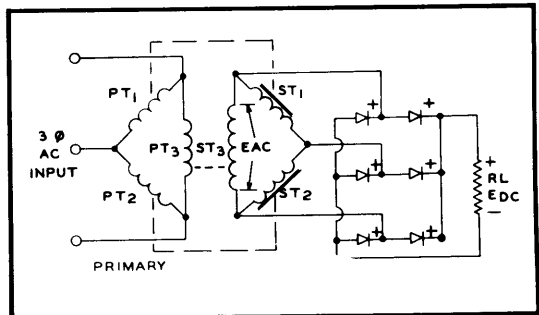 PT1
ST1
3 Ø
AC
INPUT
PT3
ST3
EAC
PT2
ST2
PRIMARY
+
+
+
+
+
+
+
RL
EDC
–